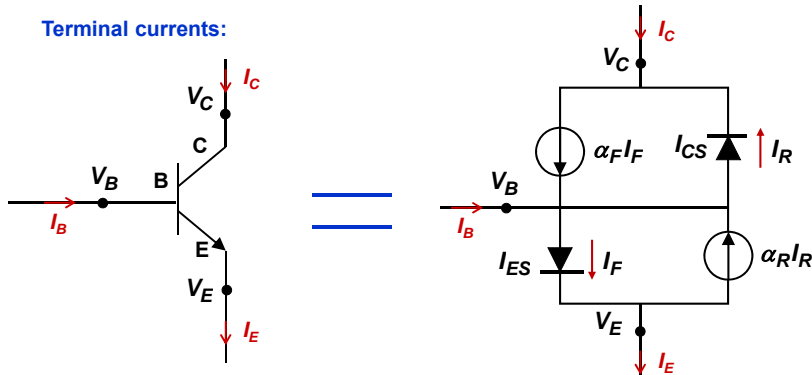 Terminal currents:
I_C
V_C
C
V_B
B
I_B
E
V_E
I_E
I_C
V_C
α_F I_F
I_CS
I_R
V_B
I_B
I_ES
I_F
α_R I_R
V_E
I_E